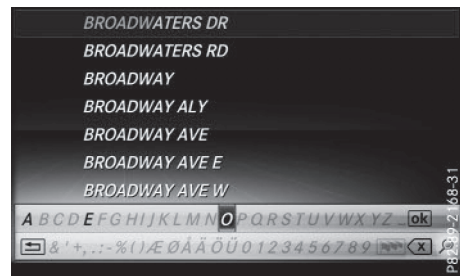 BROADWATERS DR
BROADWATERS RD
BROADWAY
BROADWAY ALY
BROADWAY AVE
BROADWAY AVE E
BROADWAY AVE W
A B C D E F G H I J K L M N O P Q R S T U V W X Y Z _ ok
& ' + , . : - % ( ) Æ Ø Å Ä Ö Ü 0 1 2 3 4 5 6 7 8 9 X
P82.89-2168-31